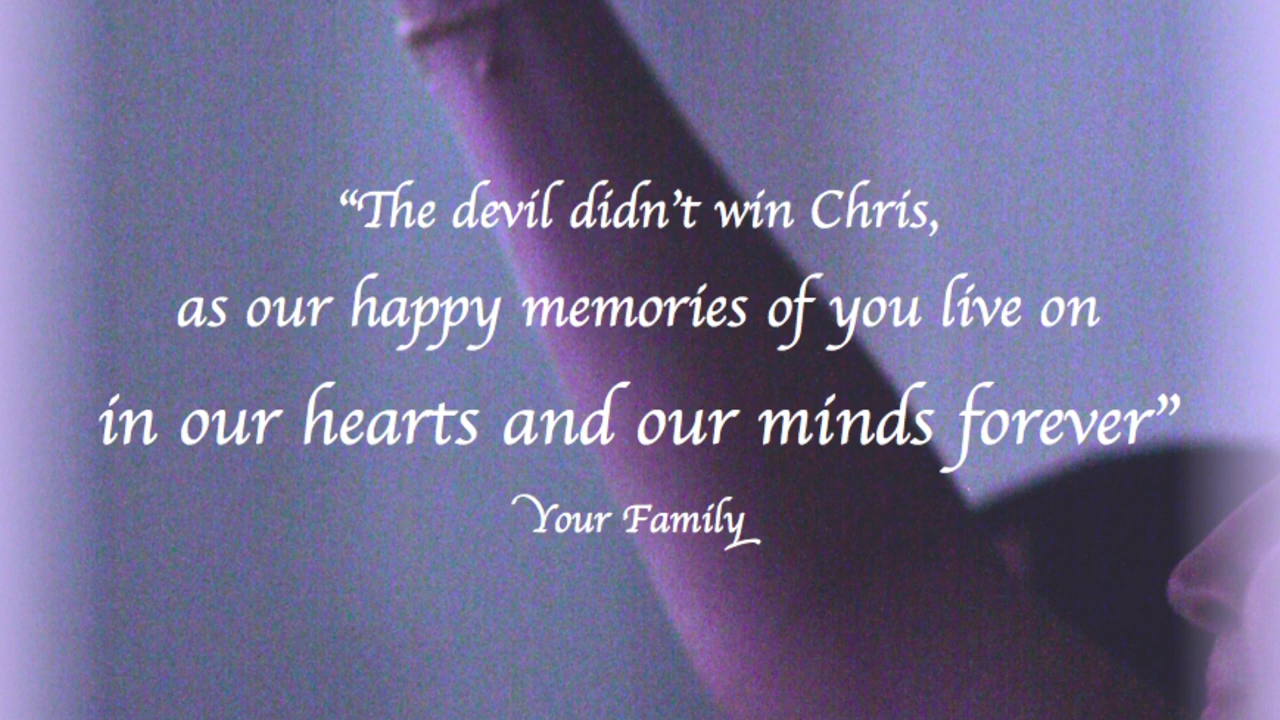 “The devil didn’t win Chris,
as our happy memories of you live on
in our hearts and our minds forever”
Your Family